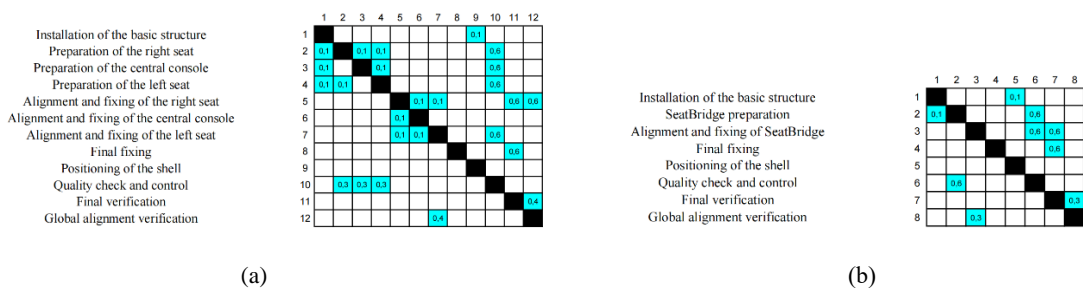 1 2 3 4 5 6 7 8 9 10 11 12
Installation of the basic structure 1 0,1
Preparation of the right seat 2 0,1 0,1 0,1 0,6
Preparation of the central console 3 0,1 0,1 0,6
Preparation of the left seat 4 0,1 0,1 0,6
Alignment and fixing of the right seat 5 0,1 0,1 0,6 0,6
Alignment and fixing of the central console 6 0,1
Alignment and fixing of the left seat 7 0,1 0,1 0,6
Final fixing 8 0,6
Positioning of the shell 9
Quality check and control 10 0,3 0,3 0,3
Final verification 11 0,4
Global alignment verification 12 0,4
(a)
1 2 3 4 5 6 7 8
Installation of the basic structure 1 0,1
SeatBridge preparation 2 0,1 0,6
Alignment and fixing of SeatBridge 3 0,6 0,6
Final fixing 4 0,6
Positioning of the shell 5
Quality check and control 6 0,6
Final verification 7 0,3
Global alignment verification 8 0,3
(b)